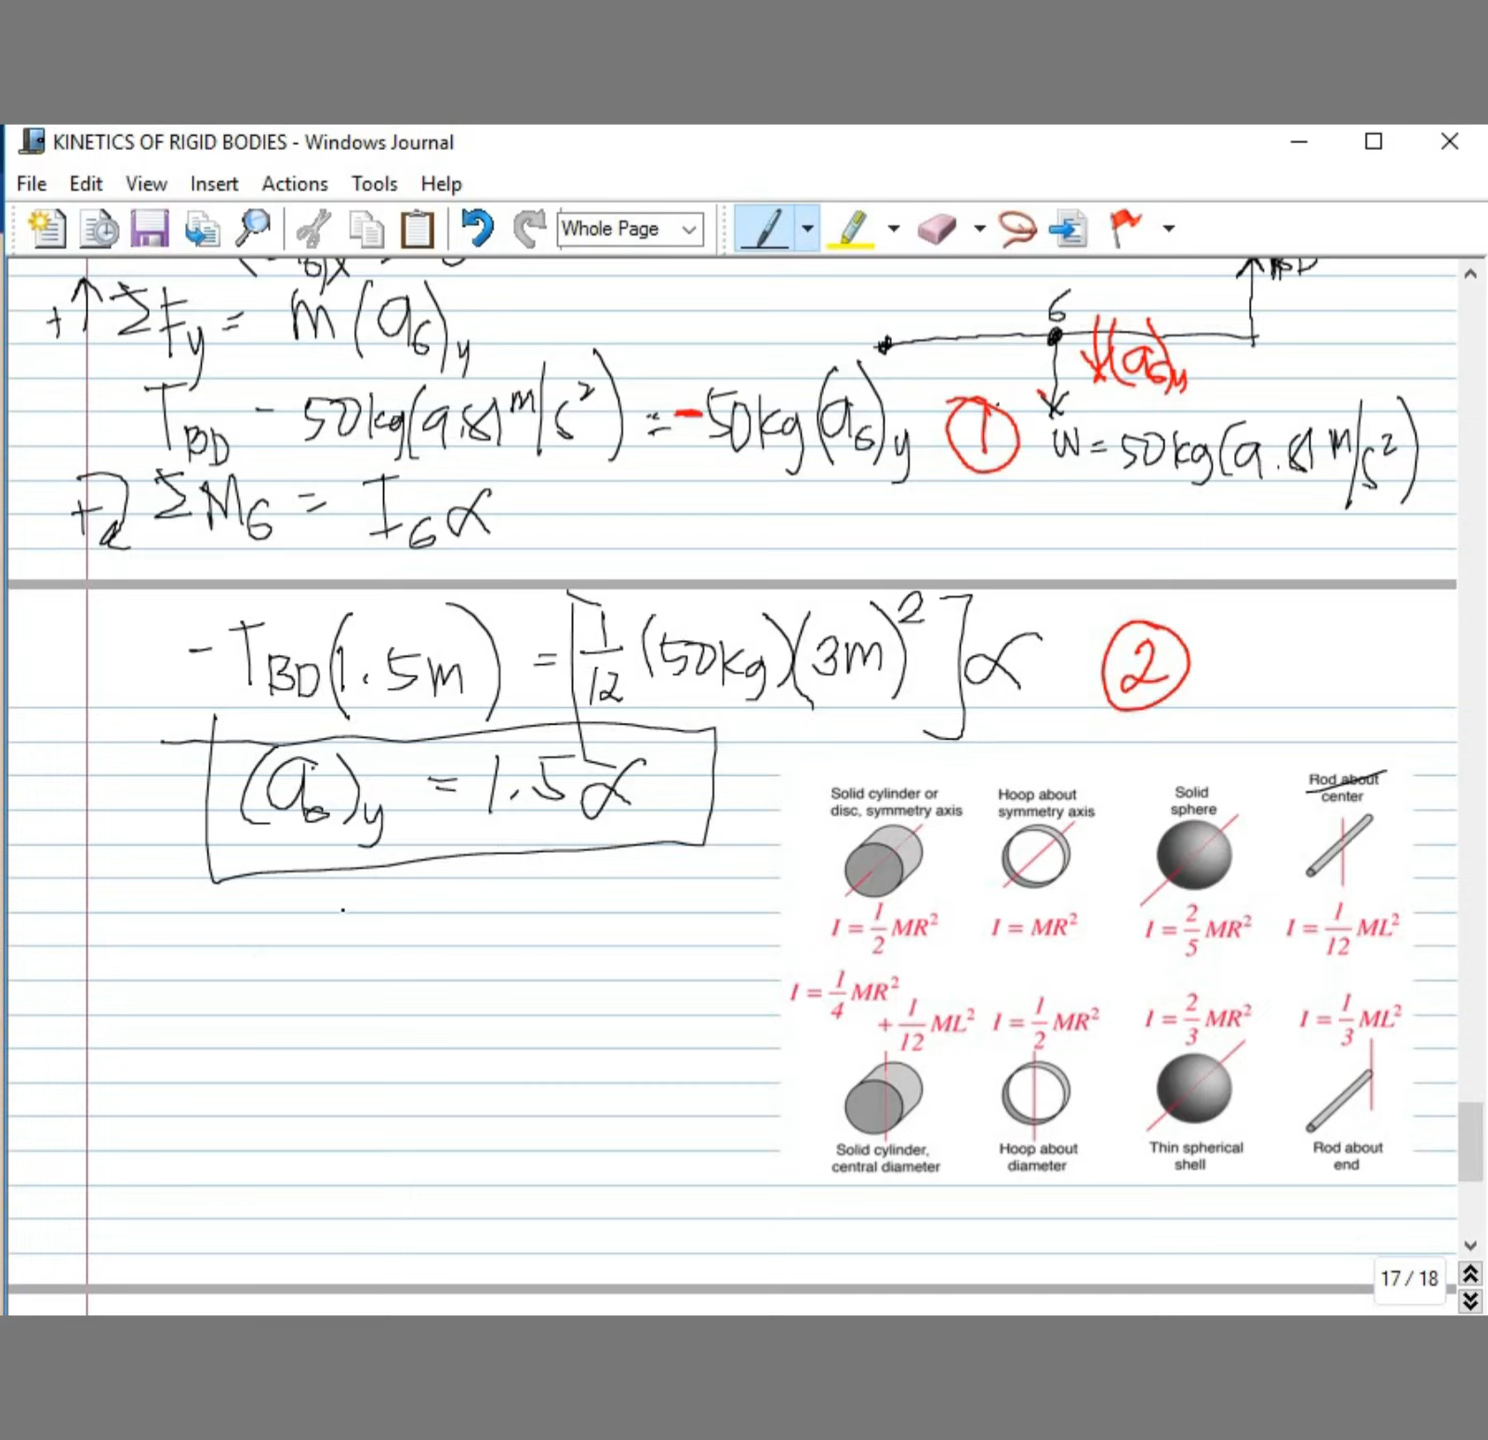 KINETICS OF RIGID BODIES - Windows Journal
File Edit View Insert Actions Tools Help
Whole Page
+↑ ΣFy = m(aG)y
TBD - 50kg(9.81 m/s²) = -50kg(aG)y ①
G
(aG)y
W = 50kg(9.81 m/s²)
ΣMG = IGα
-TBD(1.5m) = [1/12 (50kg)(3m)²]α ②
(aG)y = 1.5α
Solid cylinder or
disc, symmetry axis
Hoop about
symmetry axis
Solid
sphere
Rod about
center
I = 1/2 MR²
I = MR²
I = 2/5 MR²
I = 1/12 ML²
I = 1/4 MR²
+ 1/12 ML²
I = 1/2 MR²
I = 2/3 MR²
I = 1/3 ML²
Solid cylinder,
central diameter
Hoop about
diameter
Thin spherical
shell
Rod about
end
17 / 18